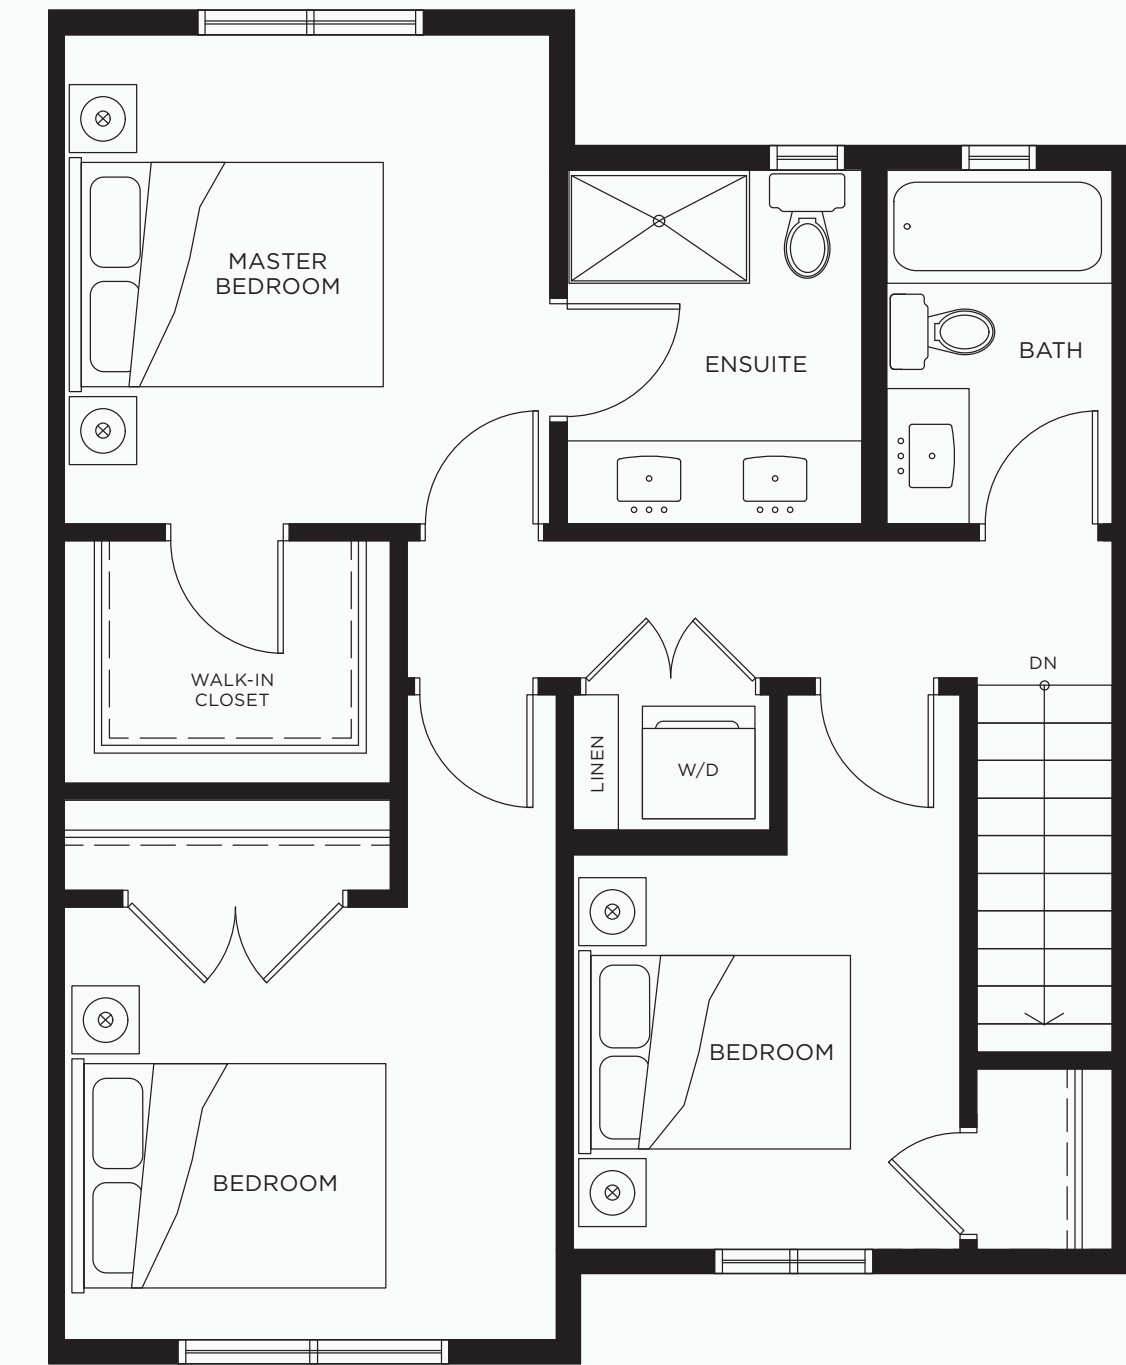 MASTER
BEDROOM
ENSUITE
BATH
WALK-IN
CLOSET
DN
LINEN
W/D
BEDROOM
BEDROOM